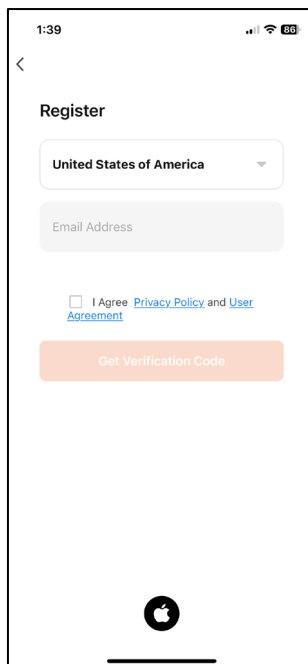 1:39
86
Register
United States of America
Email Address
I Agree Privacy Policy and User
Agreement
Get Verification Code